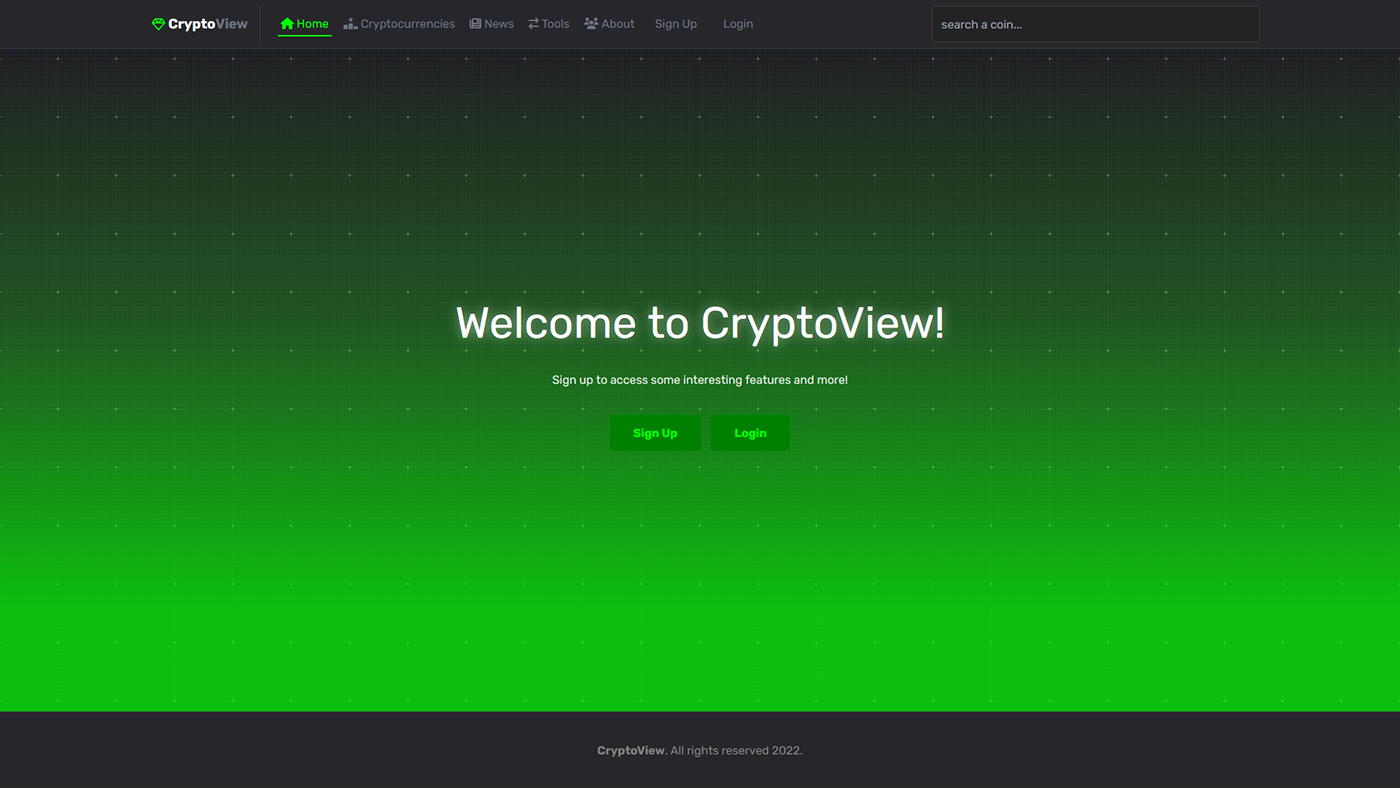 CryptoView Home Cryptocurrencies News Tools About Sign Up Login search a coin...
Welcome to CryptoView!
Sign up to access some interesting features and more!
Sign Up Login
CryptoView. All rights reserved 2022.